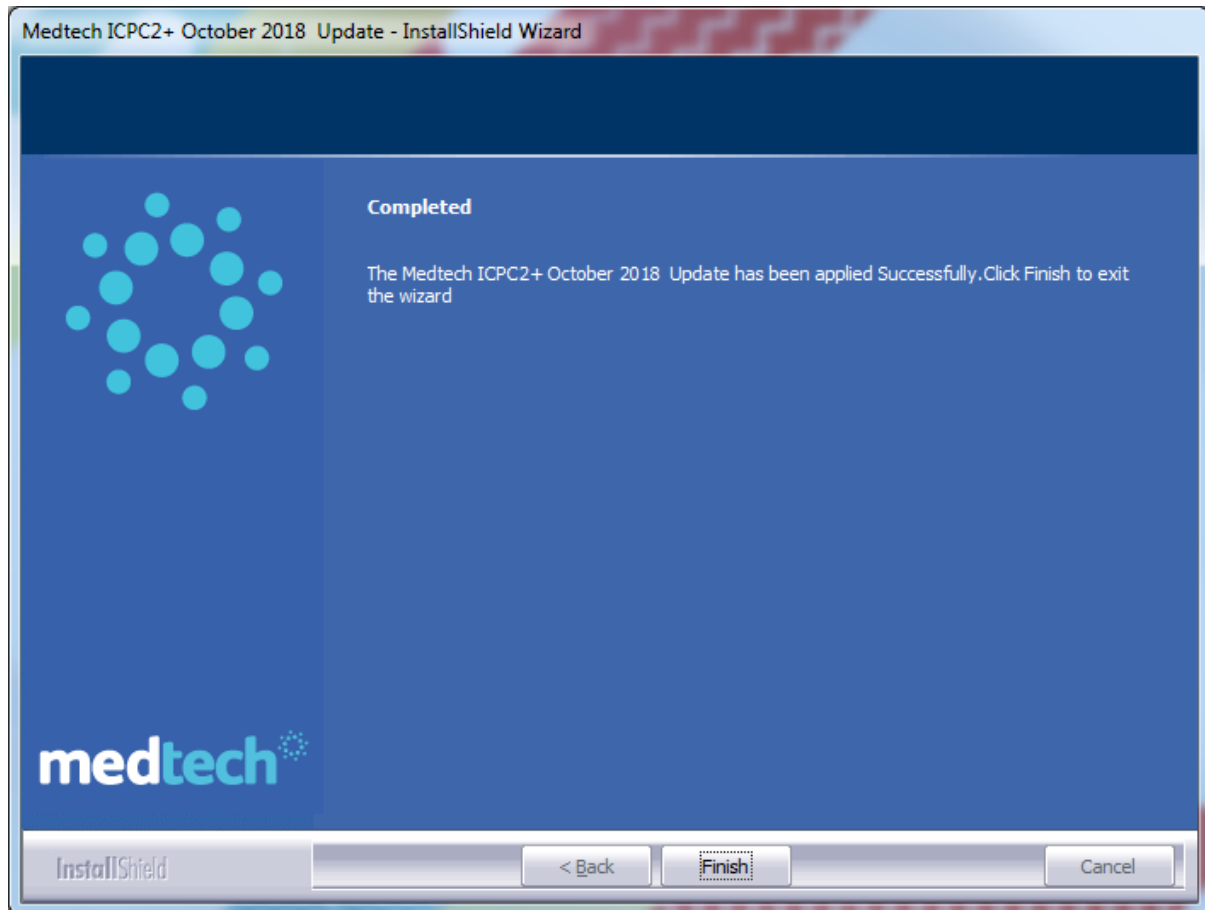 Medtech ICPC2+ October 2018  Update - InstallShield Wizard
Completed
The Medtech ICPC2+ October 2018  Update has been applied Successfully.Click Finish to exit
the wizard
medtech
InstallShield
< Back
Finish
Cancel